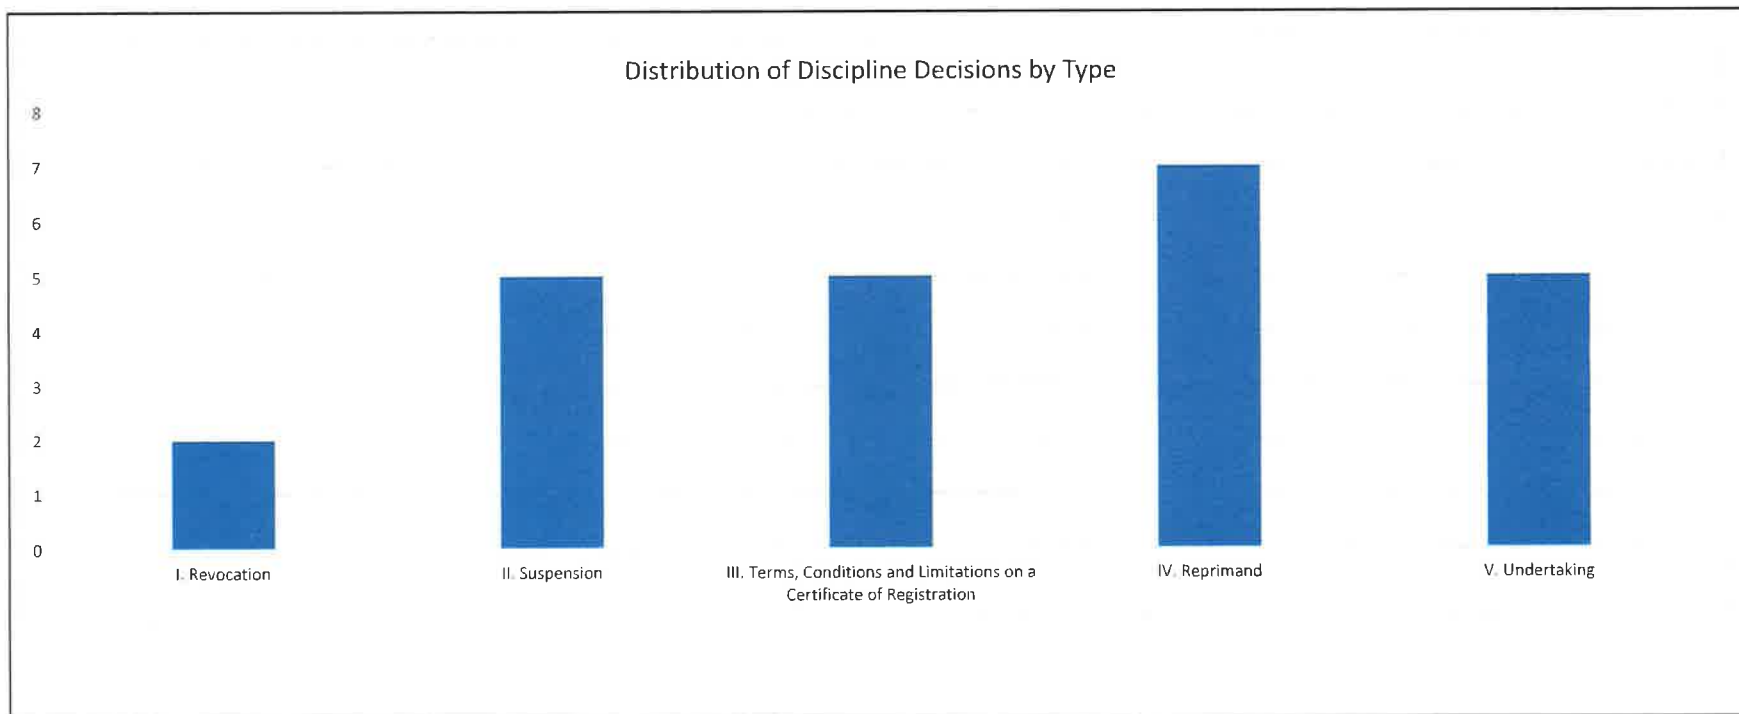 Distribution of Discipline Decisions by Type
8
7
6
5
4
3
2
1
0
I. Revocation
II. Suspension
III. Terms, Conditions and Limitations on a
Certificate of Registration
IV. Reprimand
V. Undertaking